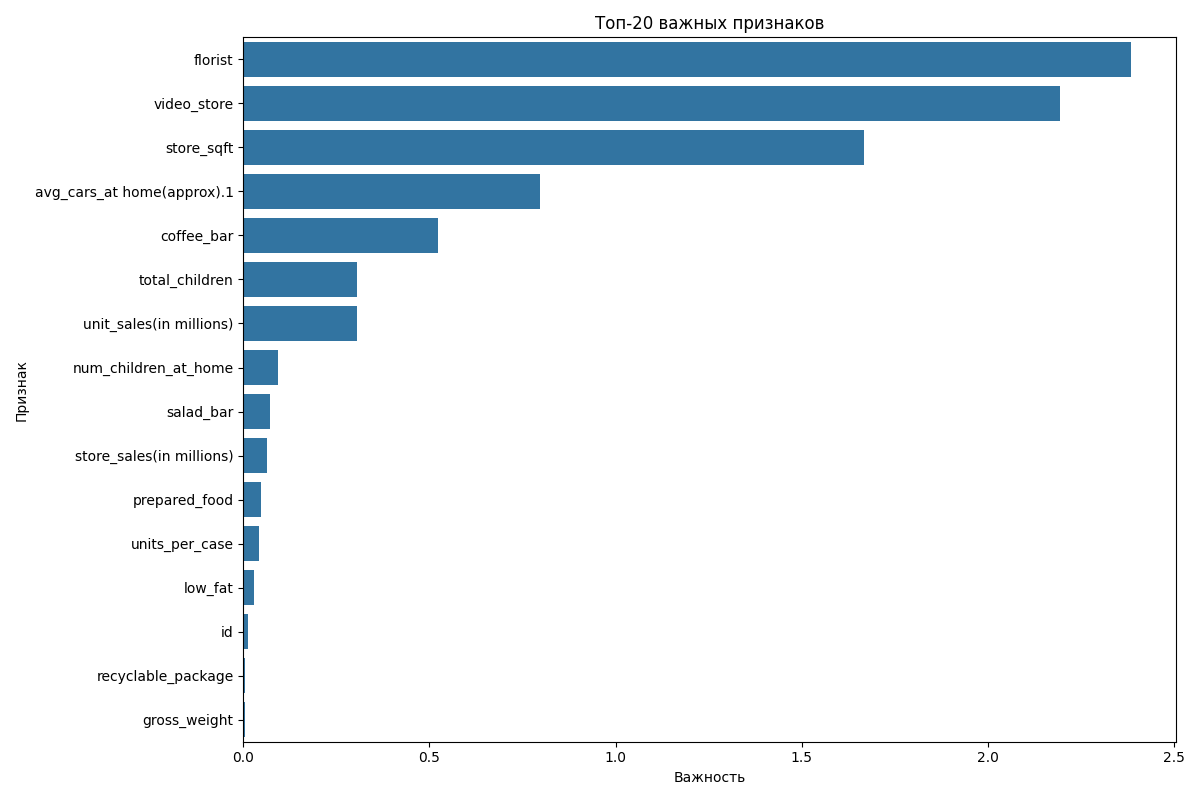 Топ-20 важных признаков
florist
video_store
store_sqft
avg_cars_at home(approx).1
coffee_bar
total_children
unit_sales(in millions)
num_children_at_home
salad_bar
store_sales(in millions)
prepared_food
units_per_case
low_fat
id
recyclable_package
gross_weight
Признак
0.0 0.5 1.0 1.5 2.0 2.5
Важность